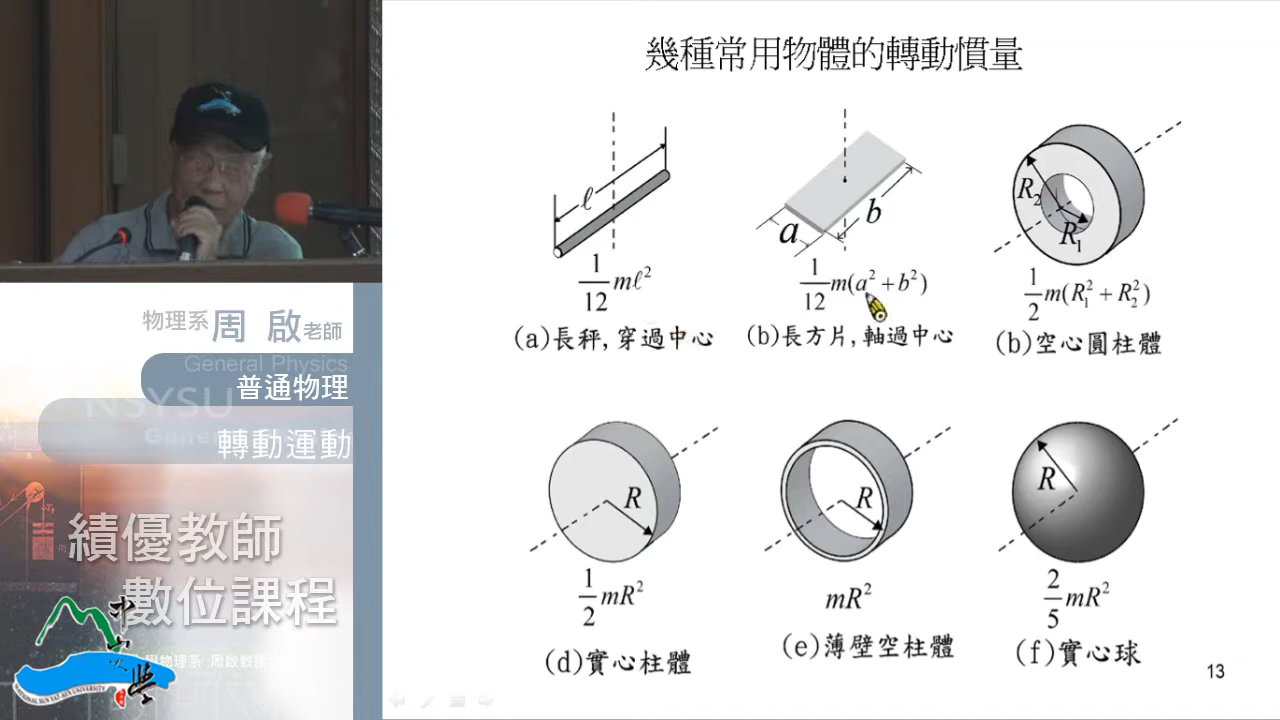 幾種常用物體的轉動慣量
ℓ
1/12 mℓ²
(a)長秤,穿過中心
a
b
1/12 m(a²+b²)
(b)長方片,軸過中心
R₂
R₁
1/2 m(R₁²+R₂²)
(b)空心圓柱體
R
1/2 mR²
(d)實心柱體
R
mR²
(e)薄壁空柱體
R
2/5 mR²
(f)實心球
13
物理系周 啟老師
General Physics
普通物理
NSYSU
轉動運動
績優教師
數位課程